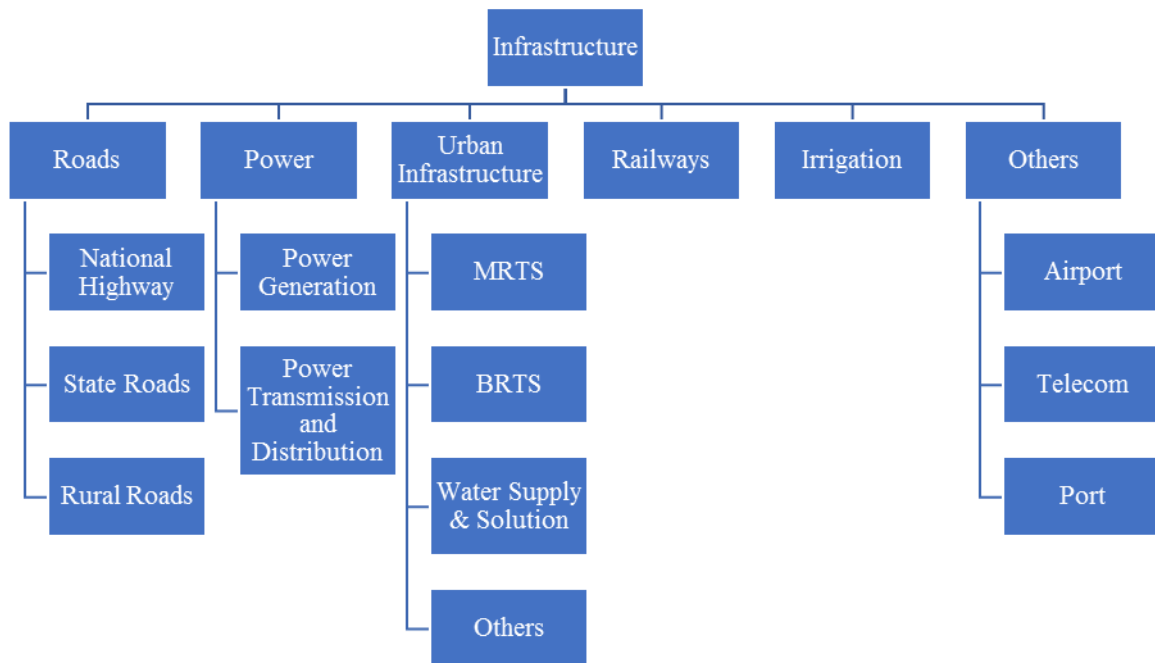 Infrastructure
Roads
Power
Urban
Infrastructure
Railways
Irrigation
Others
National
Highway
State Roads
Rural Roads
Power
Generation
Power
Transmission
and
Distribution
MRTS
BRTS
Water Supply
& Solution
Others
Airport
Telecom
Port